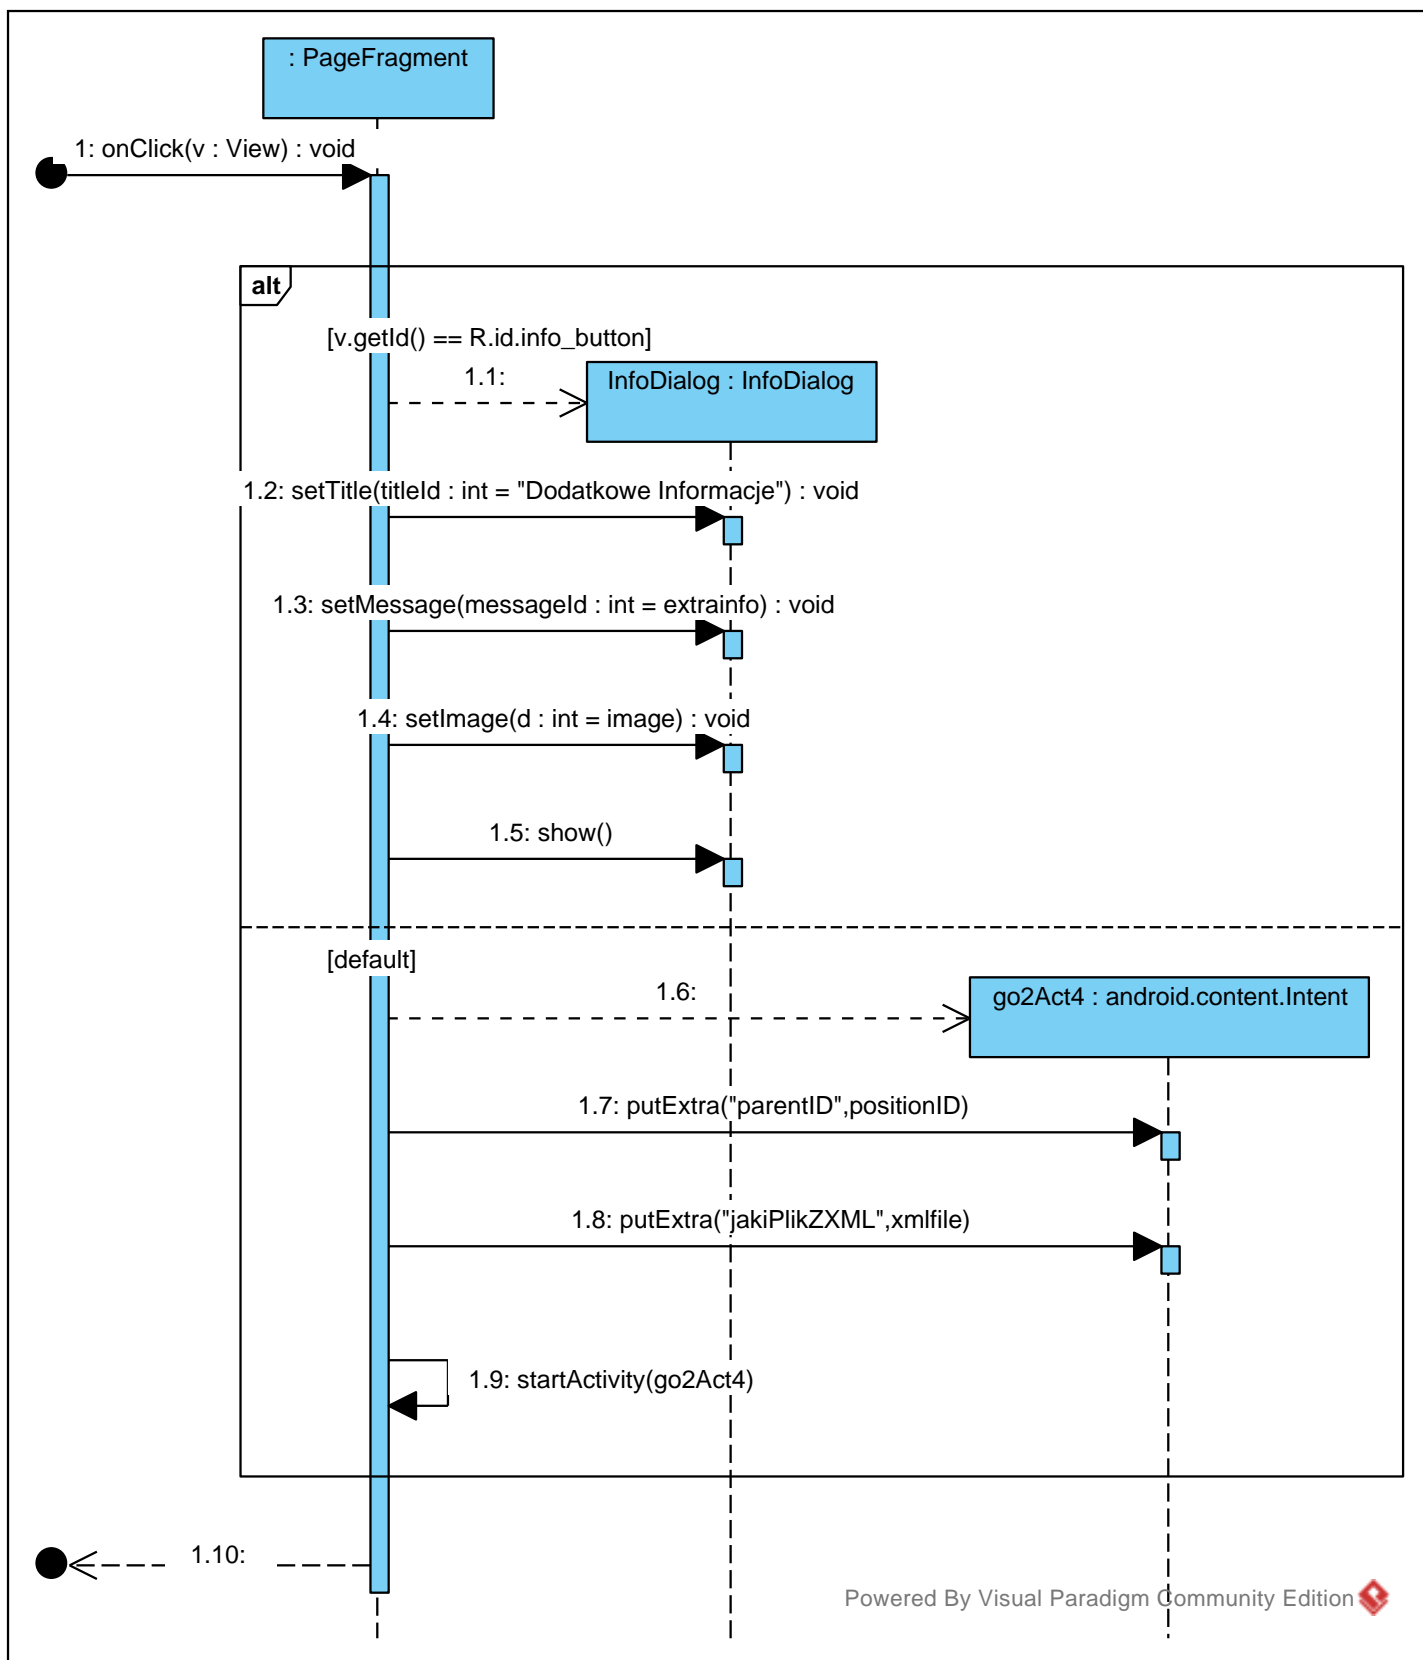 : PageFragment
1: onClick(v : View) : void
alt
[v.getId() == R.id.info_button]
1.1:
InfoDialog : InfoDialog
1.2: setTitle(titleId : int = "Dodatkowe Informacje") : void
1.3: setMessage(messageId : int = extrainfo) : void
1.4: setImage(d : int = image) : void
1.5: show()
[default]
1.6:
go2Act4 : android.content.Intent
1.7: putExtra("parentID",positionID)
1.8: putExtra("jakiPlikZXML",xmlfile)
1.9: startActivity(go2Act4)
1.10:
Powered By Visual Paradigm Community Edition